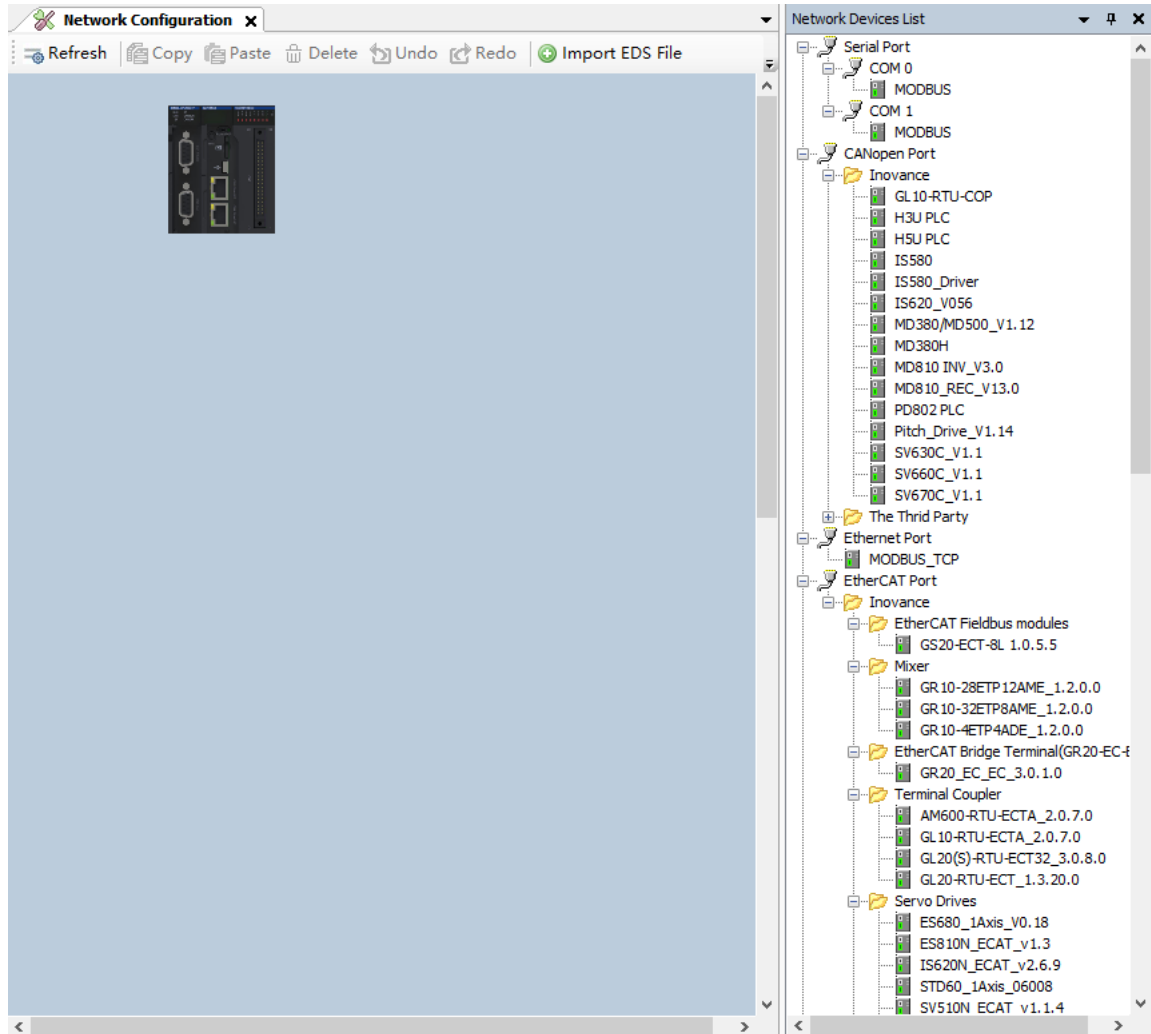 Network Configuration
Refresh Copy Paste Delete Undo Redo Import EDS File
Network Devices List
Serial Port
COM 0
MODBUS
COM 1
MODBUS
CANopen Port
Inovance
GL10-RTU-COP
H3U PLC
H5U PLC
IS580
IS580_Driver
IS620_V056
MD380/MD500_V1.12
MD380H
MD810 INV_V3.0
MD810_REC_V13.0
PD802 PLC
Pitch_Drive_V1.14
SV630C_V1.1
SV660C_V1.1
SV670C_V1.1
The Thrid Party
Ethernet Port
MODBUS_TCP
EtherCAT Port
Inovance
EtherCAT Fieldbus modules
GS20-ECT-8L 1.0.5.5
Mixer
GR10-28ETP12AME_1.2.0.0
GR10-32ETP8AME_1.2.0.0
GR10-4ETP4ADE_1.2.0.0
EtherCAT Bridge Terminal(GR20-EC-E
GR20_EC_EC_3.0.1.0
Terminal Coupler
AM600-RTU-ECTA_2.0.7.0
GL10-RTU-ECTA_2.0.7.0
GL20(S)-RTU-ECT32_3.0.8.0
GL20-RTU-ECT_1.3.20.0
Servo Drives
ES680_1Axis_V0.18
ES810N_ECAT_v1.3
IS620N_ECAT_v2.6.9
STD60_1Axis_06008
SV510N_ECAT_v1.1.4